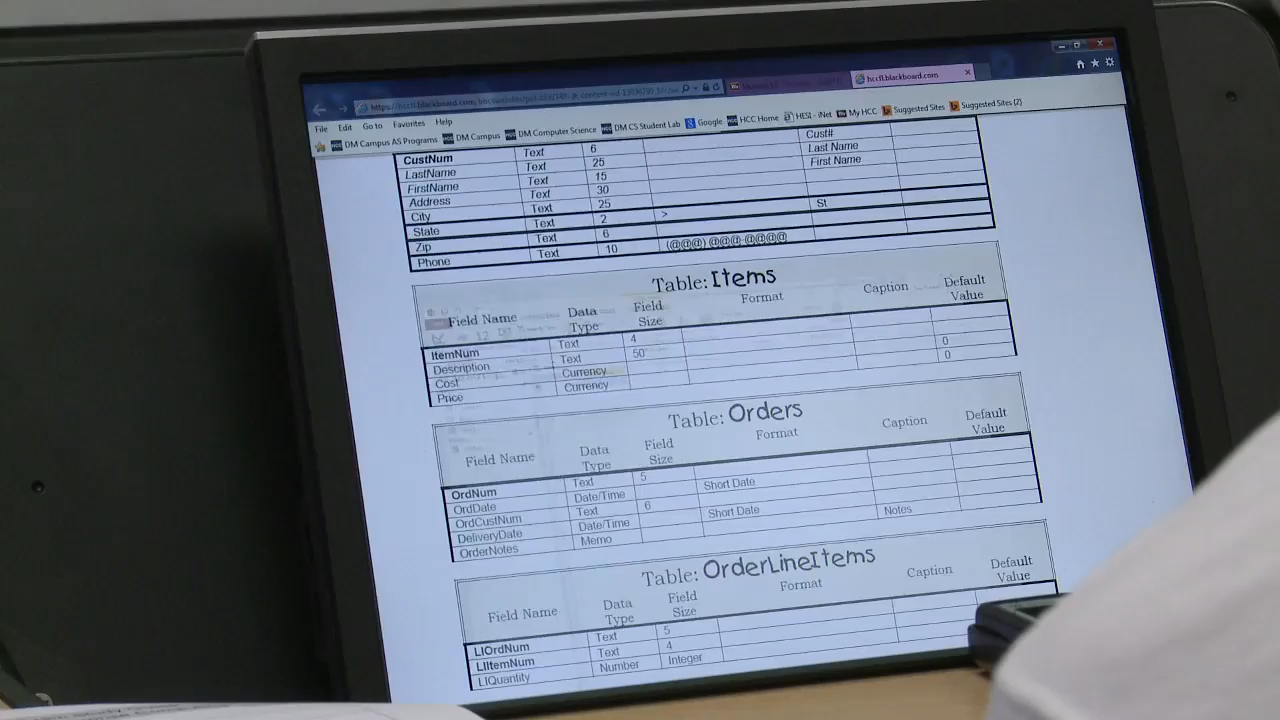 hccfl.blackboard.com
File Edit Go to Favorites Help
DM Campus AS Programs DM Campus DM Computer Science DM CS Student Lab Google HCC Home HESI - iNet My HCC Suggested Sites Suggested Sites (2)
CustNum Text 6 Cust#
LastName Text 25 Last Name
FirstName Text 15 First Name
Address Text 30
City Text 25
State Text 2 > St
Zip Text 6
Phone Text 10 (@@@) @@@-@@@@
Table: Items
Field Name Data Type Field Size Format Caption Default Value
ItemNum Text 4
Description Text 50
Cost Currency 0
Price Currency 0
Table: Orders
Field Name Data Type Field Size Format Caption Default Value
OrdNum Text 5
OrdDate Date/Time Short Date
OrdCustNum Text 6
DeliveryDate Date/Time Short Date
OrderNotes Memo Notes
Table: OrderLineItems
Field Name Data Type Field Size Format Caption Default Value
LIOrdNum Text 5
LIItemNum Text 4
LIQuantity Number Integer